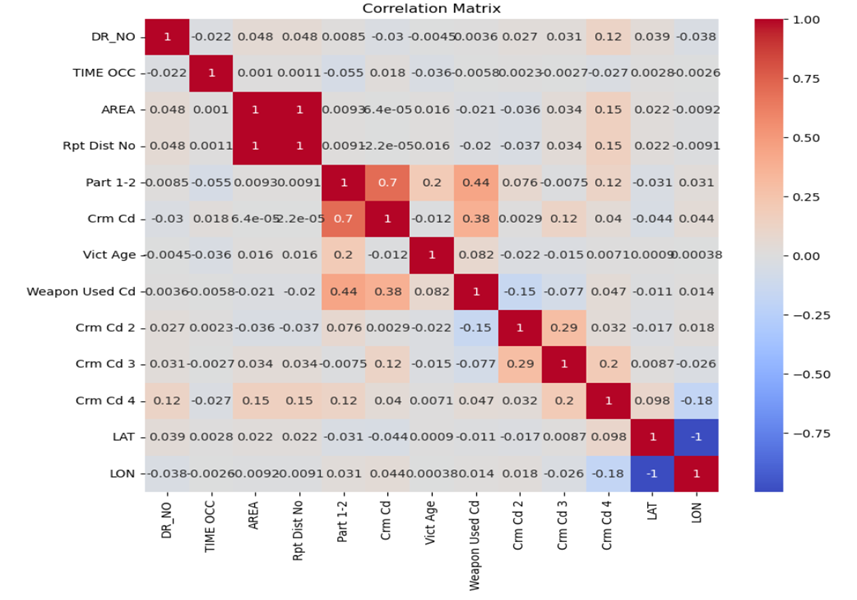 Correlation Matrix
DR_NO 1 -0.022 0.048 0.048 0.0085 -0.03 -0.0045 0.0036 0.027 0.031 0.12 0.039 -0.038
TIME OCC -0.022 1 0.001 0.0011 -0.055 0.018 -0.036 -0.0058 0.0023 -0.0027 -0.027 0.0028 -0.0026
AREA 0.048 0.001 1 1 0.0093 6.4e-05 0.016 -0.021 -0.036 0.034 0.15 0.022 -0.0092
Rpt Dist No 0.048 0.0011 1 1 0.0091 -2.2e-05 0.016 -0.02 -0.037 0.034 0.15 0.022 -0.0091
Part 1-2 -0.0085 -0.055 0.0093 0.0091 1 0.7 0.2 0.44 0.076 -0.0075 0.12 -0.031 0.031
Crm Cd -0.03 0.018 6.4e-05 2.2e-05 0.7 1 -0.012 0.38 0.0029 0.12 0.04 -0.044 0.044
Vict Age -0.0045 -0.036 0.016 0.016 0.2 -0.012 1 0.082 -0.022 -0.015 0.0071 0.0009 0.00038
Weapon Used Cd -0.0036 0.0058 -0.021 -0.02 0.44 0.38 0.082 1 -0.15 -0.077 0.047 -0.011 0.014
Crm Cd 2 0.027 0.0023 -0.036 -0.037 0.076 0.0029 -0.022 -0.15 1 0.29 0.032 -0.017 0.018
Crm Cd 3 0.031 -0.0027 0.034 0.034 -0.0075 0.12 -0.015 -0.077 0.29 1 0.2 0.0087 -0.026
Crm Cd 4 0.12 -0.027 0.15 0.15 0.12 0.04 0.0071 0.047 0.032 0.2 1 0.098 -0.18
LAT 0.039 0.0028 0.022 0.022 -0.031 -0.044 0.0009 -0.011 -0.017 0.0087 0.098 1 -1
LON -0.038 -0.0026 -0.0092 -0.0091 0.031 0.044 0.00038 0.014 0.018 -0.026 -0.18 -1 1
DR_NO
TIME OCC
AREA
Rpt Dist No
Part 1-2
Crm Cd
Vict Age
Weapon Used Cd
Crm Cd 2
Crm Cd 3
Crm Cd 4
LAT
LON
1.00
0.75
0.50
0.25
0.00
−0.25
−0.50
−0.75